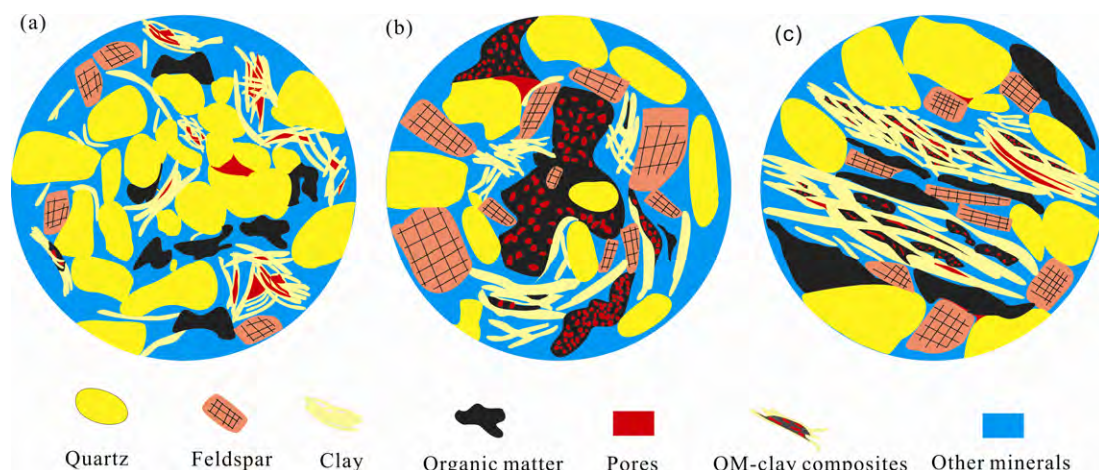 (a) (b) (c)
Quartz Feldspar Clay Organic matter Pores OM-clay composites Other minerals